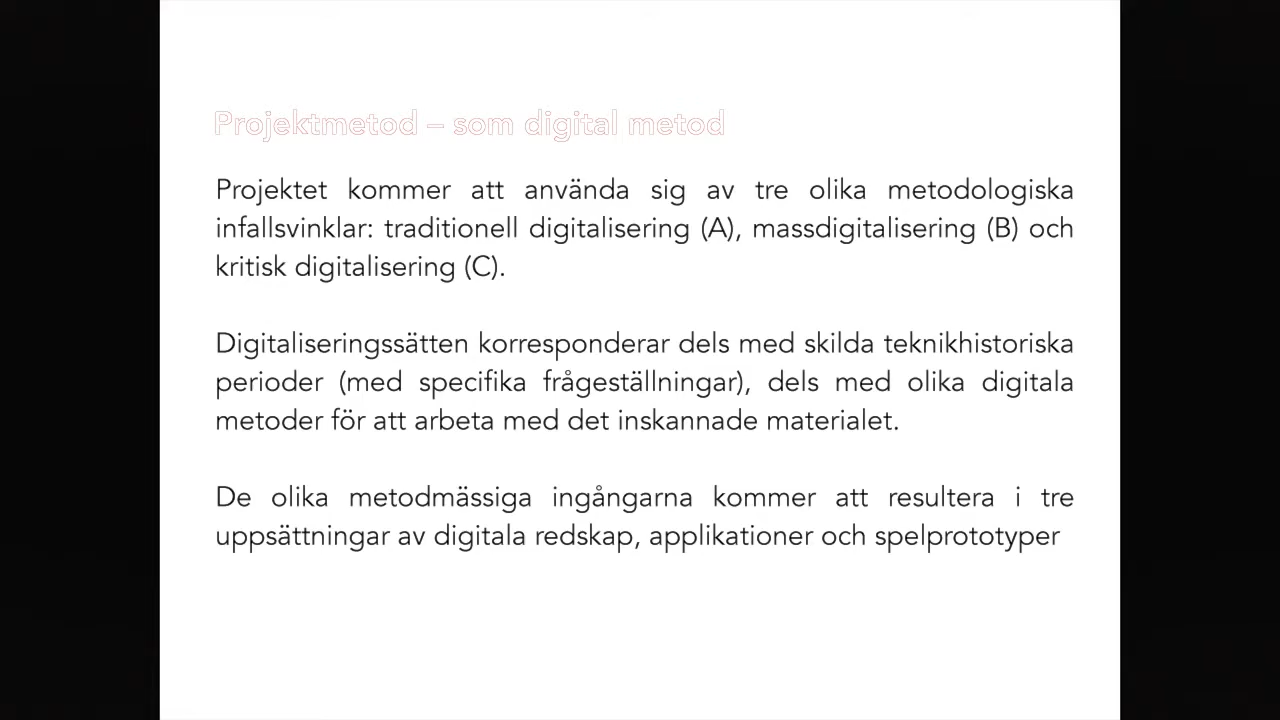 Projektmetod – som digital metod
Projektet kommer att använda sig av tre olika metodologiska
infallsvinklar: traditionell digitalisering (A), massdigitalisering (B) och
kritisk digitalisering (C).
Digitaliseringssätten korresponderar dels med skilda teknikhistoriska
perioder (med specifika frågeställningar), dels med olika digitala
metoder för att arbeta med det inskannade materialet.
De olika metodmässiga ingångarna kommer att resultera i tre
uppsättningar av digitala redskap, applikationer och spelprototyper